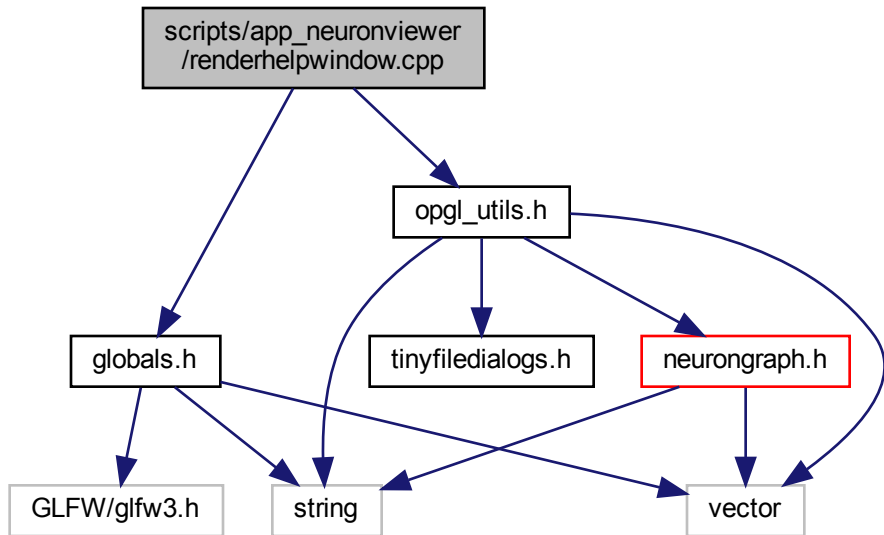 scripts/app_neuronviewer
/renderhelpwindow.cpp
opgl_utils.h
globals.h
tinyfiledialogs.h
neurongraph.h
GLFW/glfw3.h
string
vector